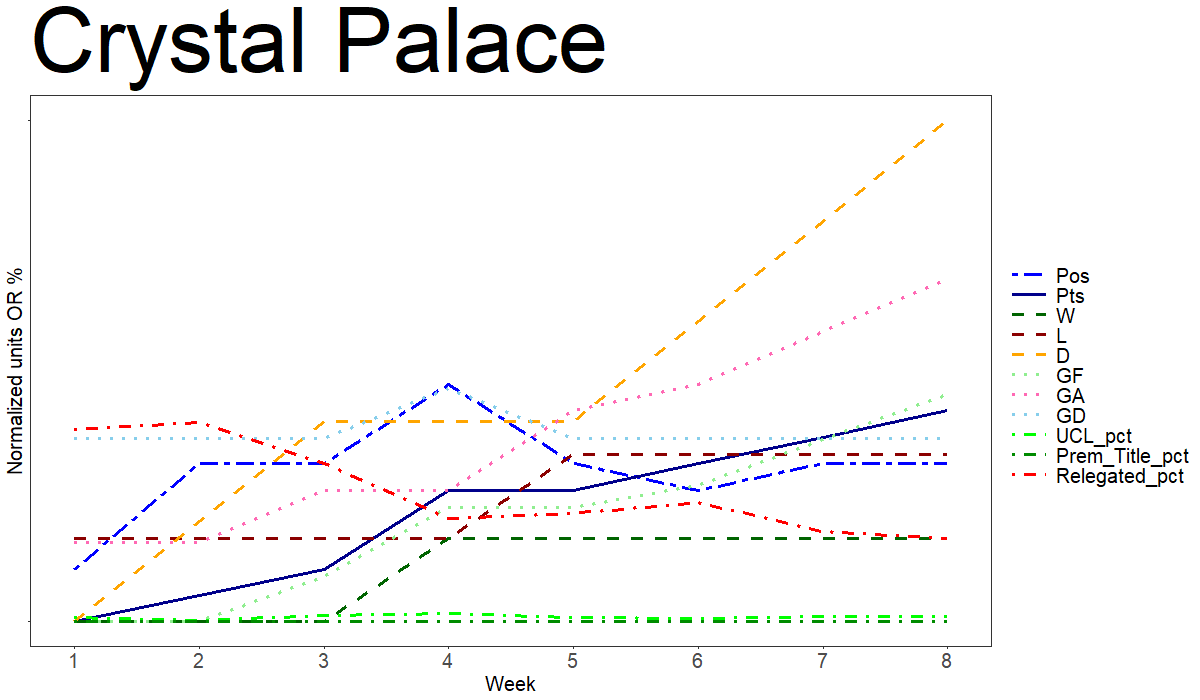 Crystal Palace
Normalized units OR %
1 2 3 4 5 6 7 8
Week
Pos
Pts
W
L
D
GF
GA
GD
UCL_pct
Prem_Title_pct
Relegated_pct